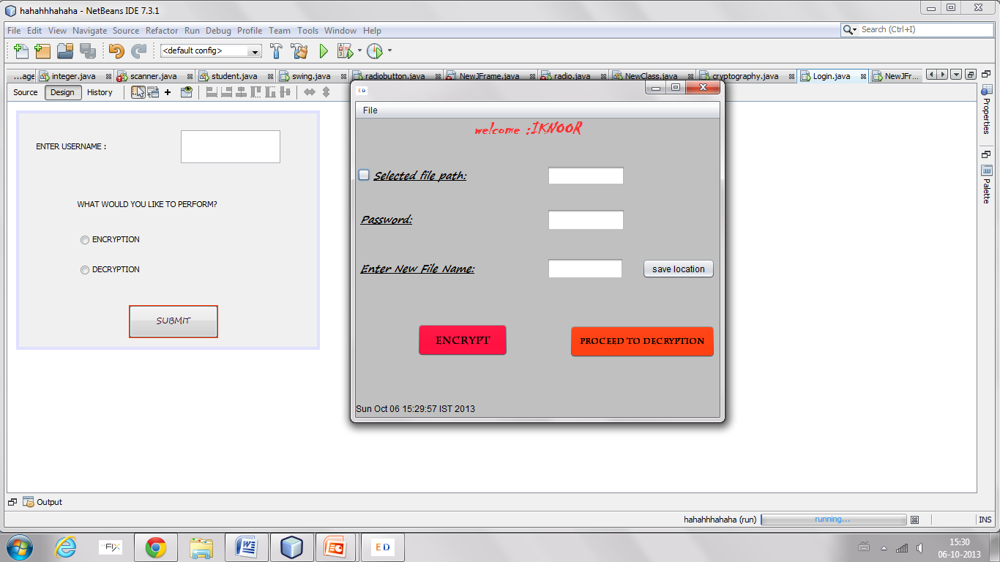 hahahhhahaha - NetBeans IDE 7.3.1
File Edit View Navigate Source Refactor Run Debug Profile Team Tools Window Help
Search (Ctrl+I)
<default config>
...age integer.java scanner.java student.java swing.java radiobutton.java NewJFrame.java radio.java NewClass.java cryptography.java Login.java NewJFr...
Source Design History
Properties
Palette
ENTER USERNAME :
WHAT WOULD YOU LIKE TO PERFORM?
ENCRYPTION
DECRYPTION
SUBMIT
E D
File
welcome :IKNOOR
Selected file path:
Password:
Enter New File Name:
save location
ENCRYPT
PROCEED TO DECRYPTION
Sun Oct 06 15:29:57 IST 2013
Output
hahahhhahaha (run) running...
INS
FIX
E D
15:30
06-10-2013